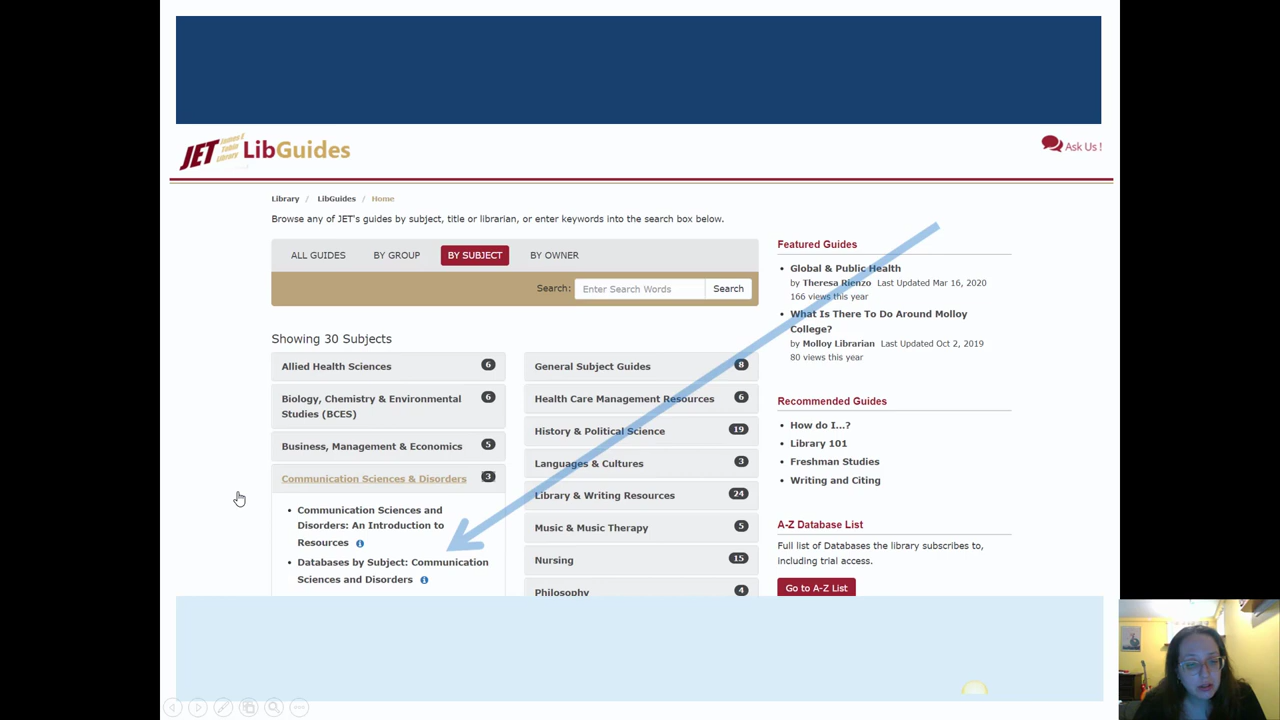 JET James E Tobin Library LibGuides
Ask Us !
Library / LibGuides / Home
Browse any of JET's guides by subject, title or librarian, or enter keywords into the search box below.
ALL GUIDES BY GROUP BY SUBJECT BY OWNER
Search: Enter Search Words Search
Showing 30 Subjects
Allied Health Sciences 6
Biology, Chemistry & Environmental 6
Studies (BCES)
Business, Management & Economics 5
Communication Sciences & Disorders 3
• Communication Sciences and
Disorders: An Introduction to
Resources
• Databases by Subject: Communication
Sciences and Disorders
General Subject Guides 8
Health Care Management Resources 6
History & Political Science 19
Languages & Cultures 3
Library & Writing Resources 24
Music & Music Therapy 5
Nursing 15
Philosophy 4
Featured Guides
• Global & Public Health
by Theresa Rienzo Last Updated Mar 16, 2020
166 views this year
• What Is There To Do Around Molloy
College?
by Molloy Librarian Last Updated Oct 2, 2019
80 views this year
Recommended Guides
• How do I...?
• Library 101
• Freshman Studies
• Writing and Citing
A-Z Database List
Full list of Databases the library subscribes to,
including trial access.
Go to A-Z List